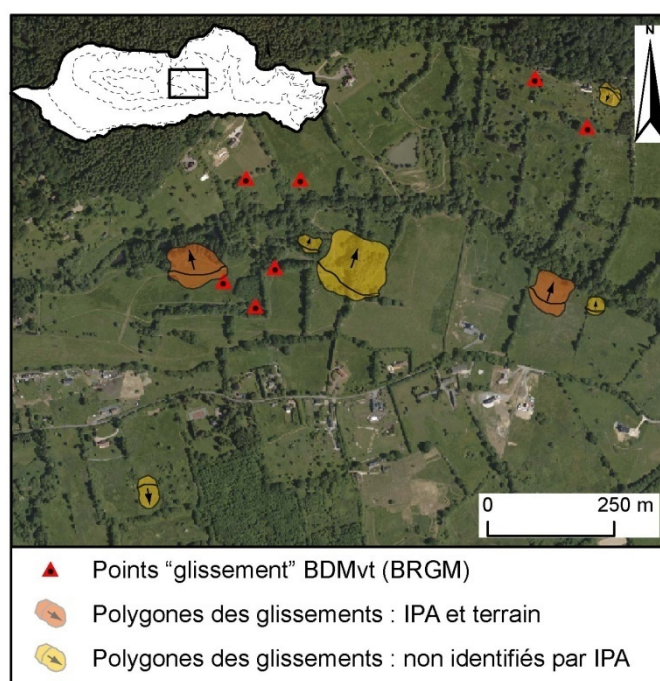 N
0 250 m
Points “glissement” BDMvt (BRGM)
Polygones des glissements : IPA et terrain
Polygones des glissements : non identifiés par IPA